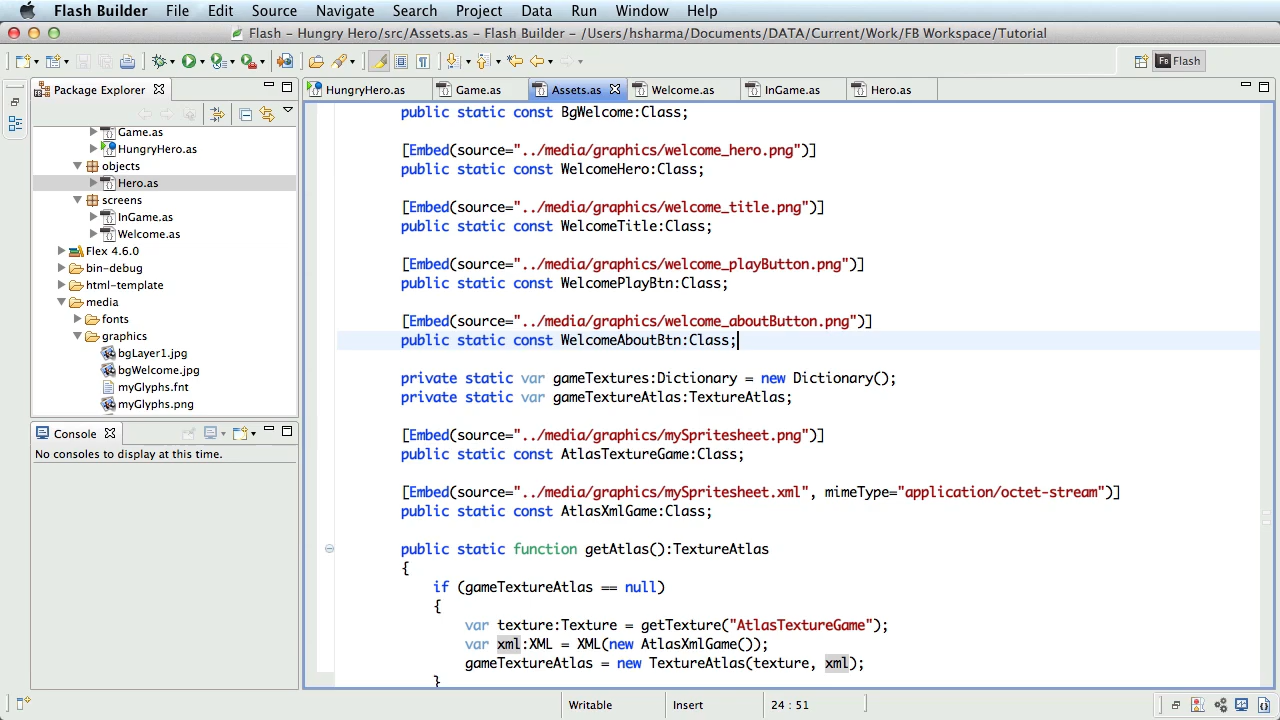 Flash Builder File Edit Source Navigate Search Project Data Run Window Help
Flash – Hungry Hero/src/Assets.as – Flash Builder – /Users/hsharma/Documents/DATA/Current/Work/FB Workspace/Tutorial
Fb Flash
Package Explorer
Game.as
HungryHero.as
objects
Hero.as
screens
InGame.as
Welcome.as
Flex 4.6.0
bin-debug
html-template
media
fonts
graphics
bgLayer1.jpg
bgWelcome.jpg
myGlyphs.fnt
myGlyphs.png
Console
No consoles to display at this time.
HungryHero.as Game.as Assets.as Welcome.as InGame.as Hero.as
public static const BgWelcome:Class;
[Embed(source="../media/graphics/welcome_hero.png")]
public static const WelcomeHero:Class;
[Embed(source="../media/graphics/welcome_title.png")]
public static const WelcomeTitle:Class;
[Embed(source="../media/graphics/welcome_playButton.png")]
public static const WelcomePlayBtn:Class;
[Embed(source="../media/graphics/welcome_aboutButton.png")]
public static const WelcomeAboutBtn:Class;
private static var gameTextures:Dictionary = new Dictionary();
private static var gameTextureAtlas:TextureAtlas;
[Embed(source="../media/graphics/mySpritesheet.png")]
public static const AtlasTextureGame:Class;
[Embed(source="../media/graphics/mySpritesheet.xml", mimeType="application/octet-stream")]
public static const AtlasXmlGame:Class;
public static function getAtlas():TextureAtlas
{
if (gameTextureAtlas == null)
{
var texture:Texture = getTexture("AtlasTextureGame");
var xml:XML = XML(new AtlasXmlGame());
gameTextureAtlas = new TextureAtlas(texture, xml);
}
Writable Insert 24 : 51